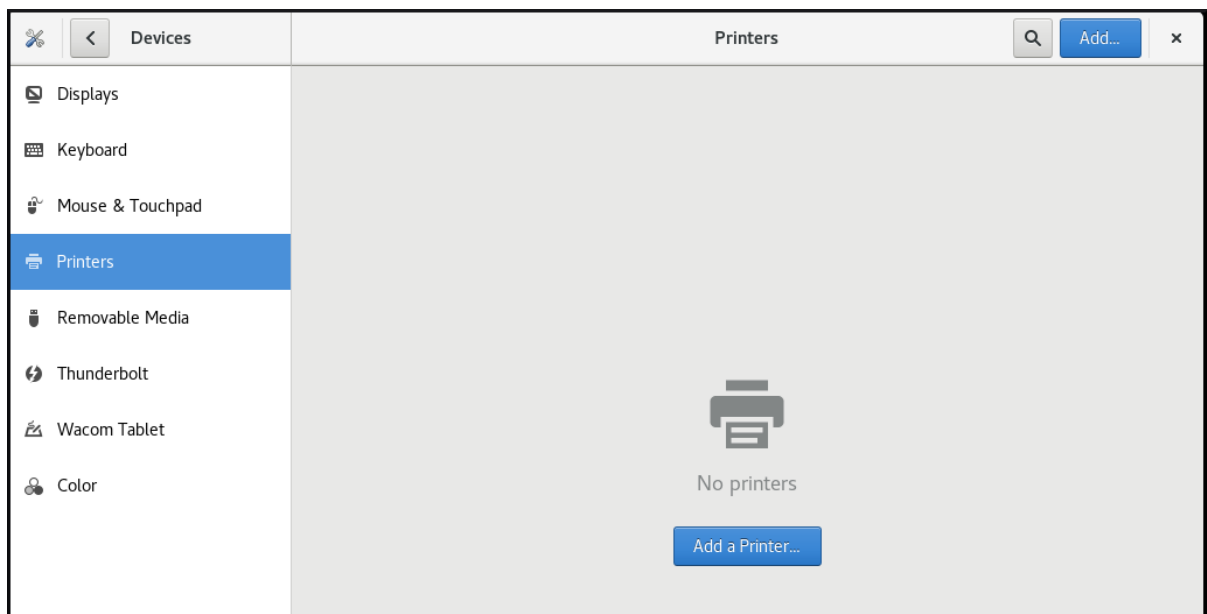 Devices
Printers
Add...
Displays
Keyboard
Mouse & Touchpad
Printers
Removable Media
Thunderbolt
Wacom Tablet
Color
No printers
Add a Printer...